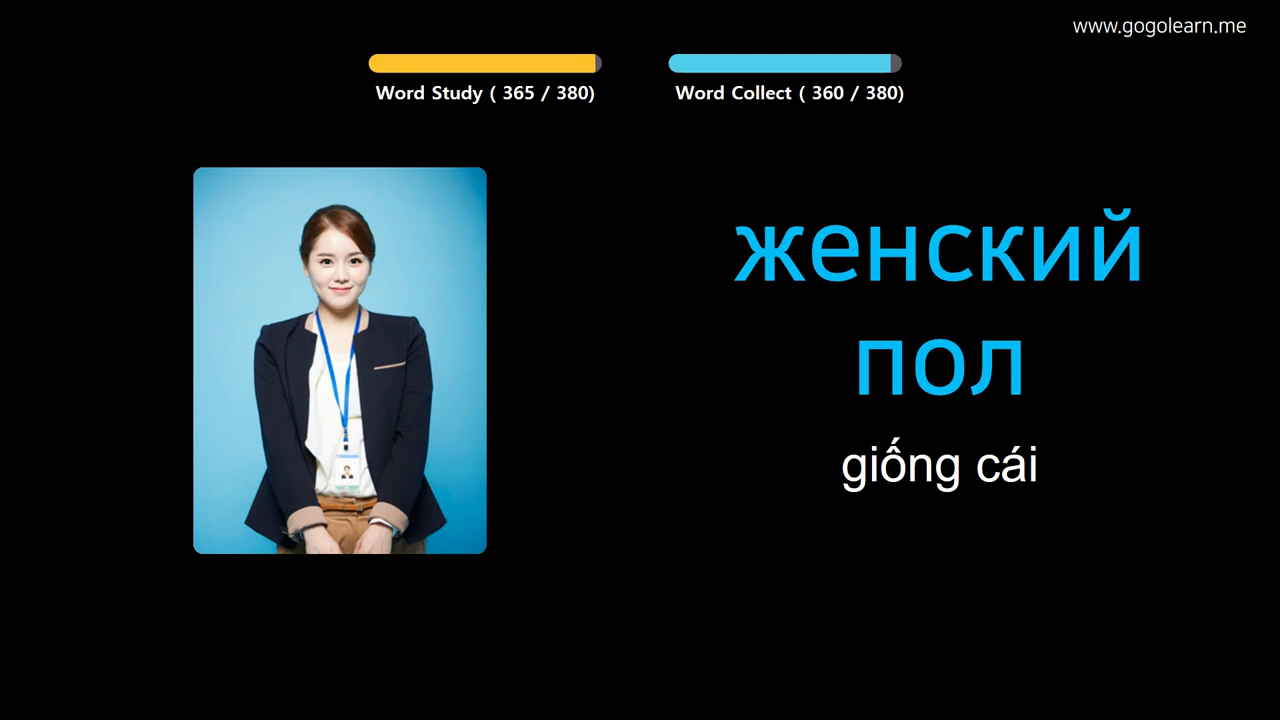 www.gogolearn.me
Word Study ( 365 / 380)
Word Collect ( 360 / 380)
женский
пол
giống cái